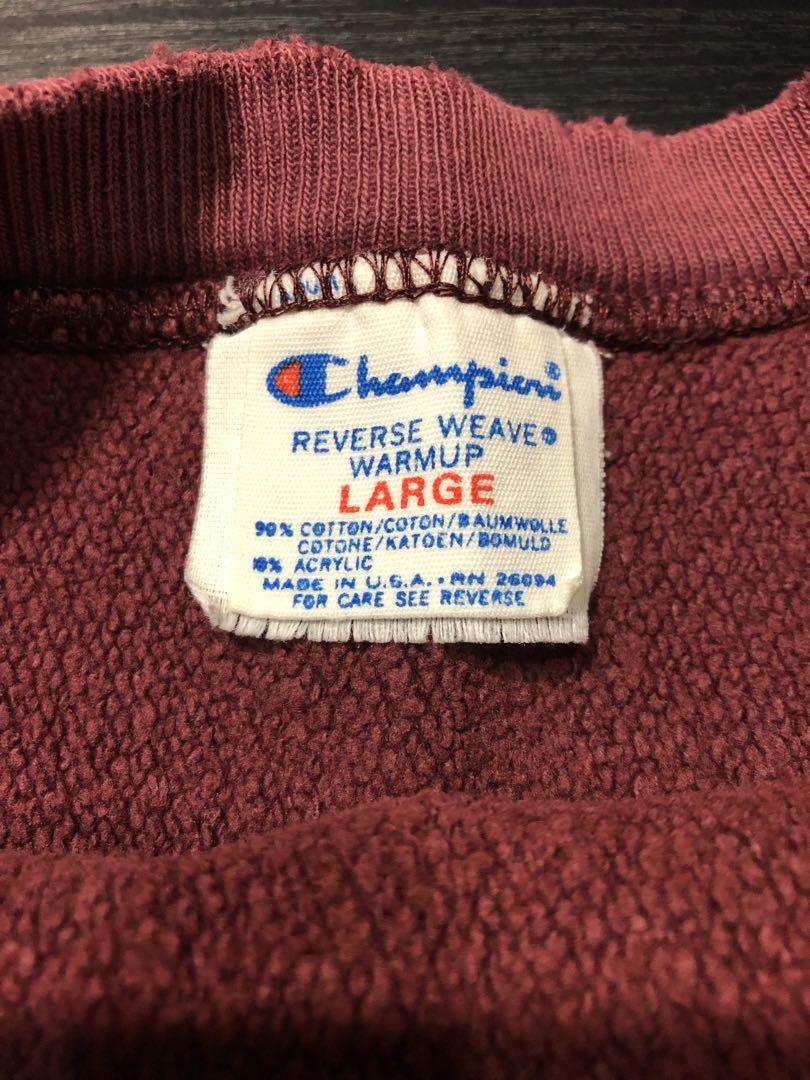 Champion®
REVERSE WEAVE®
WARMUP
LARGE
90% COTTON/COTON/BAUMWOLLE
COTONE/KATOEN/BOMULD
10% ACRYLIC
MADE IN U.S.A. • RN 26094
FOR CARE SEE REVERSE